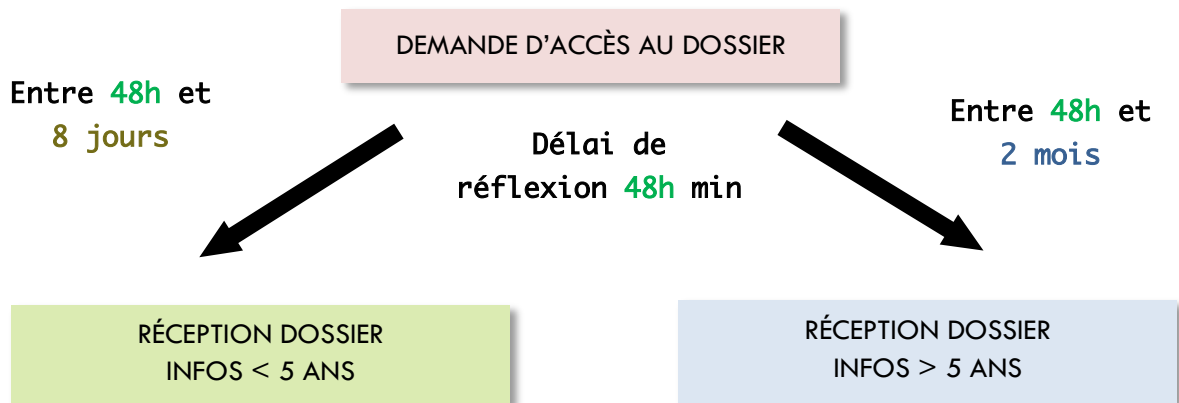 DEMANDE D’ACCÈS AU DOSSIER
Entre 48h et
8 jours
Délai de
réflexion 48h min
Entre 48h et
2 mois
RÉCEPTION DOSSIER
INFOS < 5 ANS
RÉCEPTION DOSSIER
INFOS > 5 ANS